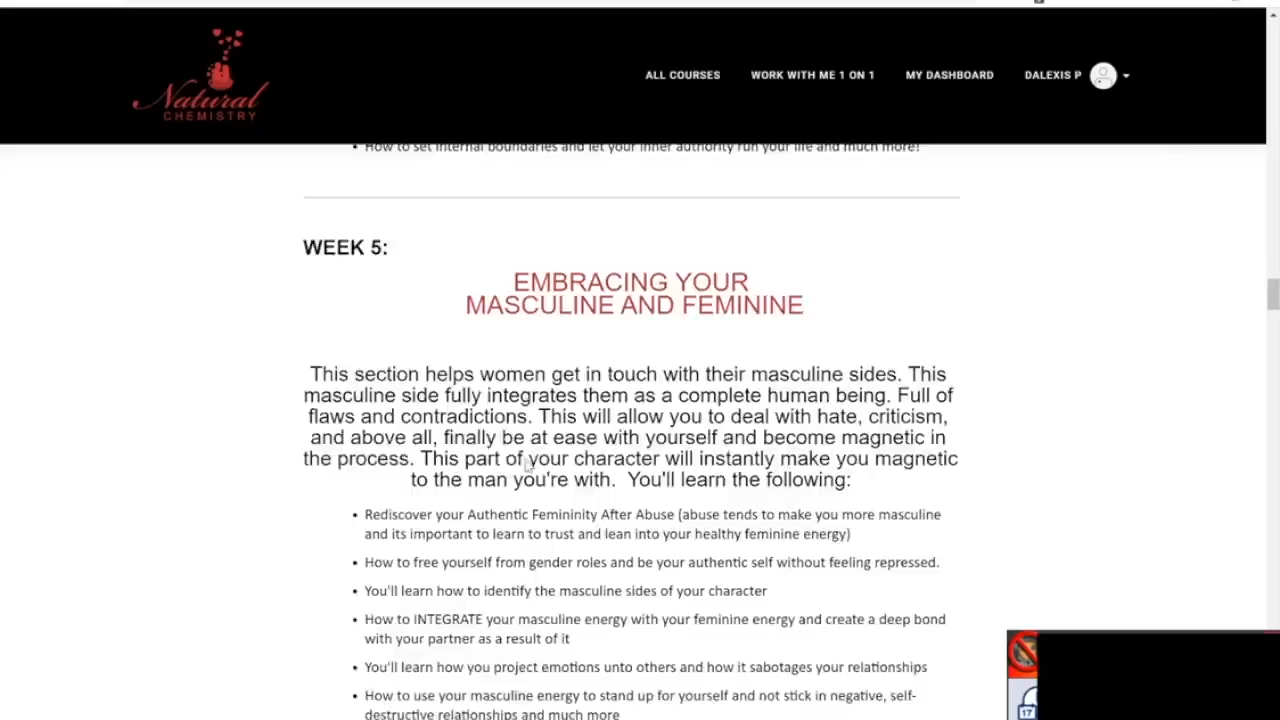 Natural
CHEMISTRY
ALL COURSES
WORK WITH ME 1 ON 1
MY DASHBOARD
DALEXIS P
• How to set internal boundaries and let your inner authority run your life and much more!
WEEK 5:
EMBRACING YOUR
MASCULINE AND FEMININE
This section helps women get in touch with their masculine sides. This
masculine side fully integrates them as a complete human being. Full of
flaws and contradictions. This will allow you to deal with hate, criticism,
and above all, finally be at ease with yourself and become magnetic in
the process. This part of your character will instantly make you magnetic
to the man you're with.  You'll learn the following:
• Rediscover your Authentic Femininity After Abuse (abuse tends to make you more masculine
and its important to learn to trust and lean into your healthy feminine energy)
• How to free yourself from gender roles and be your authentic self without feeling repressed.
• You'll learn how to identify the masculine sides of your character
• How to INTEGRATE your masculine energy with your feminine energy and create a deep bond
with your partner as a result of it
• You'll learn how you project emotions unto others and how it sabotages your relationships
• How to use your masculine energy to stand up for yourself and not stick in negative, self-
destructive relationships and much more
17